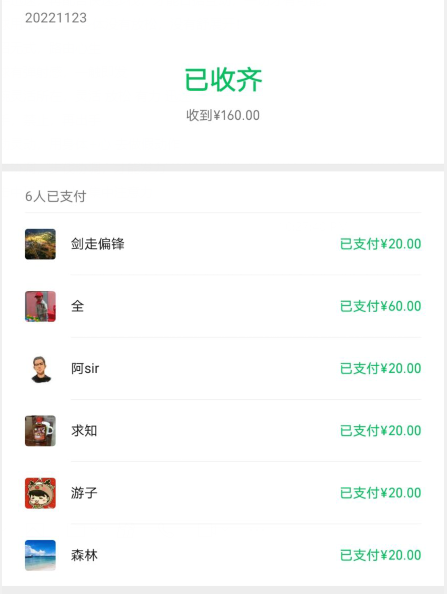 20221123
已收齐
收到¥160.00
6人已支付
剑走偏锋 已支付¥20.00
全 已支付¥60.00
阿sir 已支付¥20.00
求知 已支付¥20.00
游子 已支付¥20.00
森林 已支付¥20.00